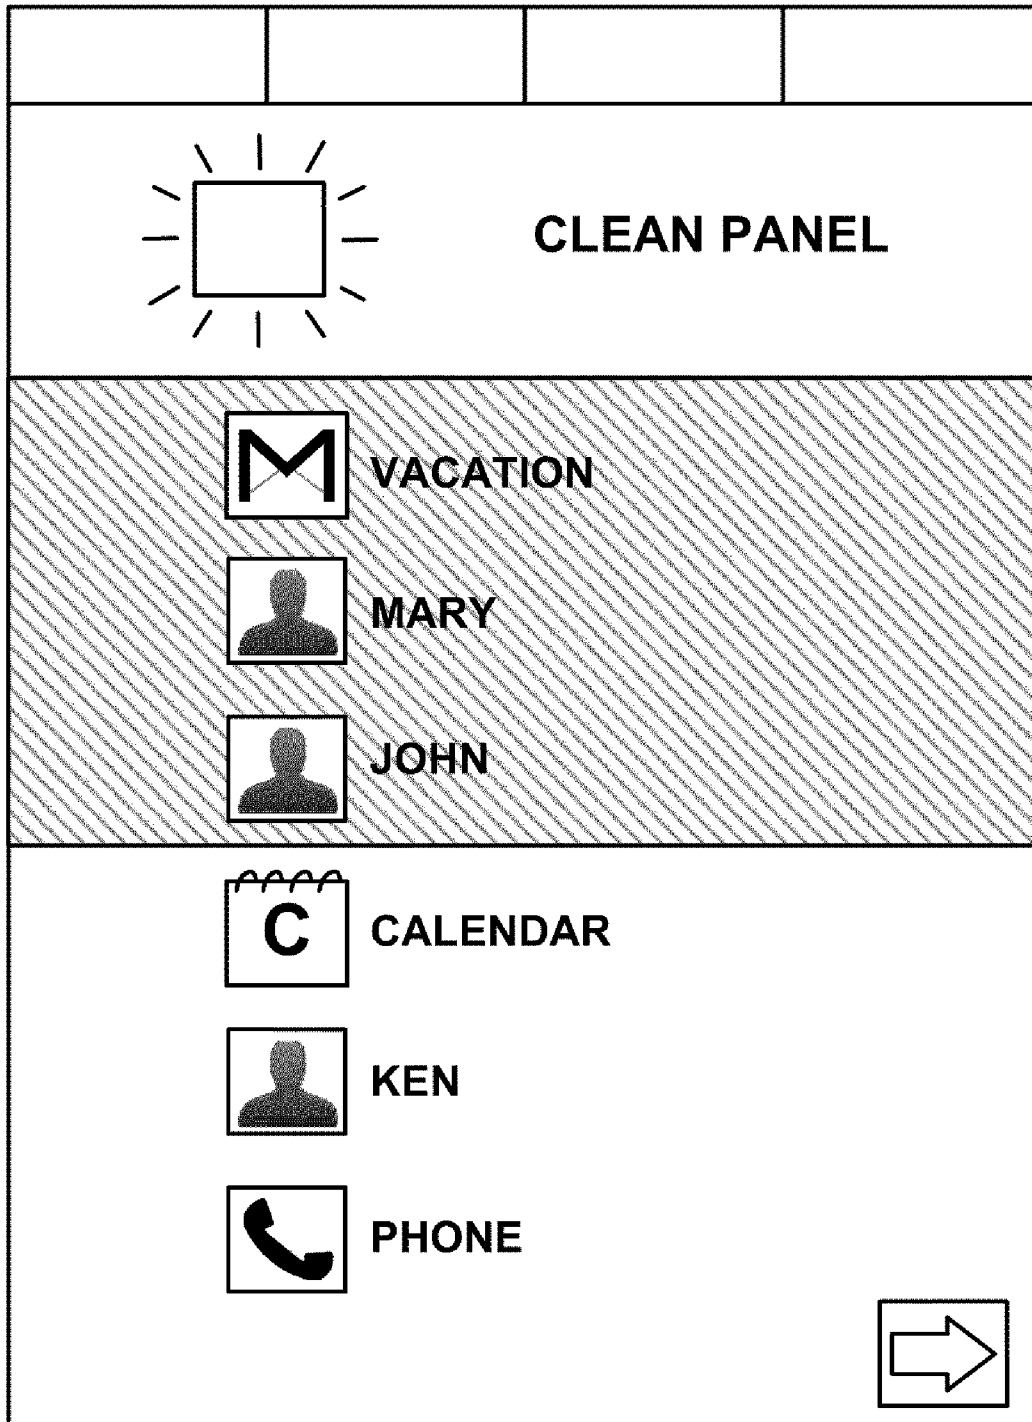 CLEAN PANEL
M VACATION
MARY
JOHN
C CALENDAR
KEN
PHONE